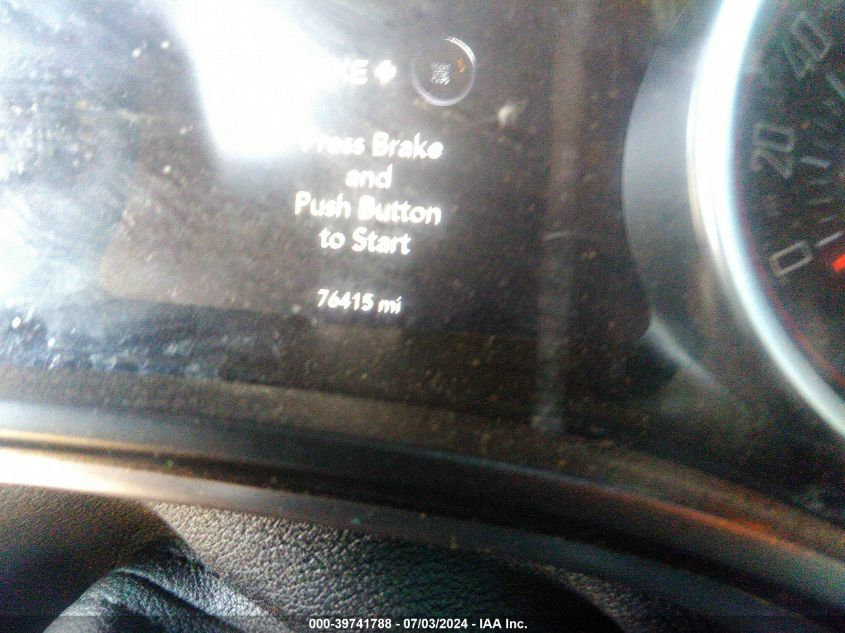 Press Brake
and
Push Button
to Start
76415 mi
40
20
0
000-39741788 - 07/03/2024 - IAA Inc.